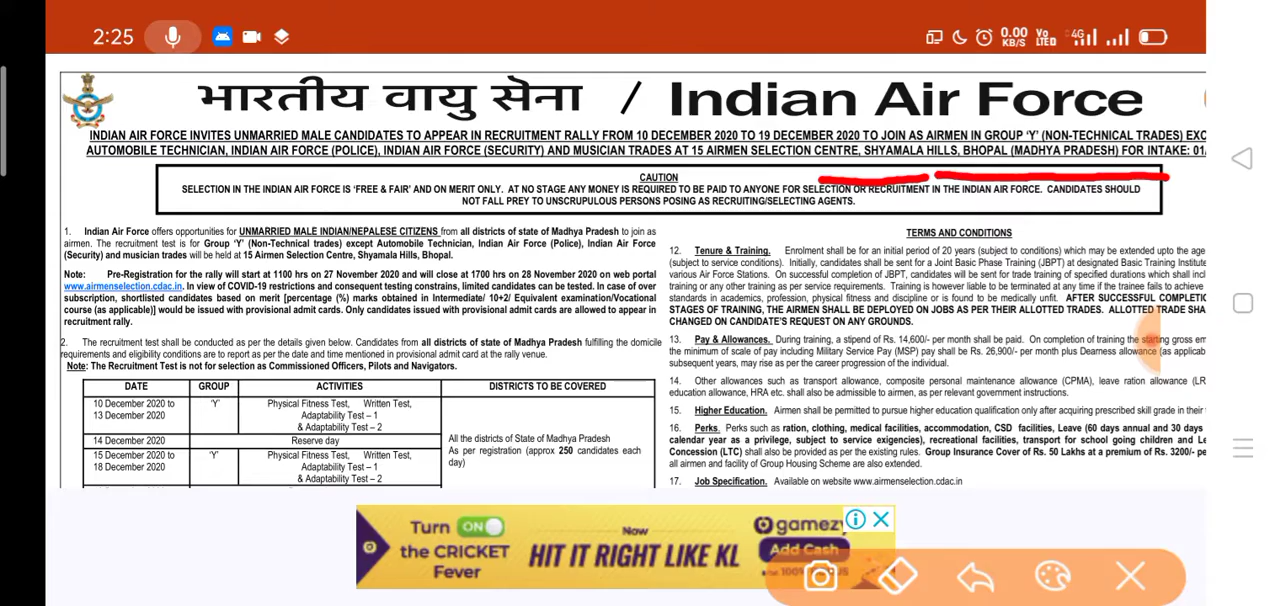 2:25
0.00
KB/S
Vo
LTED
4G
भारतीय वायु सेना / Indian Air Force
INDIAN AIR FORCE INVITES UNMARRIED MALE CANDIDATES TO APPEAR IN RECRUITMENT RALLY FROM 10 DECEMBER 2020 TO 19 DECEMBER 2020 TO JOIN AS AIRMEN IN GROUP 'Y' (NON-TECHNICAL TRADES) EXC
AUTOMOBILE TECHNICIAN, INDIAN AIR FORCE (POLICE), INDIAN AIR FORCE (SECURITY) AND MUSICIAN TRADES AT 15 AIRMEN SELECTION CENTRE, SHYAMALA HILLS, BHOPAL (MADHYA PRADESH) FOR INTAKE: 01/
CAUTION
SELECTION IN THE INDIAN AIR FORCE IS 'FREE & FAIR' AND ON MERIT ONLY. AT NO STAGE ANY MONEY IS REQUIRED TO BE PAID TO ANYONE FOR SELECTION OR RECRUITMENT IN THE INDIAN AIR FORCE. CANDIDATES SHOULD
NOT FALL PREY TO UNSCRUPULOUS PERSONS POSING AS RECRUITING/SELECTING AGENTS.
1. Indian Air Force offers opportunities for UNMARRIED MALE INDIAN/NEPALESE CITIZENS from all districts of state of Madhya Pradesh to join as
airmen. The recruitment test is for Group 'Y' (Non-Technical trades) except Automobile Technician, Indian Air Force (Police), Indian Air Force
(Security) and musician trades will be held at 15 Airmen Selection Centre, Shyamala Hills, Bhopal.
Note: Pre-Registration for the rally will start at 1100 hrs on 27 November 2020 and will close at 1700 hrs on 28 November 2020 on web portal
www.airmenselection.cdac.in. In view of COVID-19 restrictions and consequent testing constrains, limited candidates can be tested. In case of over
subscription, shortlisted candidates based on merit [percentage (%) marks obtained in Intermediate/ 10+2/ Equivalent examination/Vocational
course (as applicable)] would be issued with provisional admit cards. Only candidates issued with provisional admit cards are allowed to appear in
recruitment rally.
2. The recruitment test shall be conducted as per the details given below. Candidates from all districts of state of Madhya Pradesh fulfilling the domicile
requirements and eligibility conditions are to report as per the date and time mentioned in provisional admit card at the rally venue.
Note: The Recruitment Test is not for selection as Commissioned Officers, Pilots and Navigators.
DATE GROUP ACTIVITIES DISTRICTS TO BE COVERED
10 December 2020 to 'Y' Physical Fitness Test, Written Test,
13 December 2020 Adaptability Test – 1
& Adaptability Test – 2
14 December 2020 Reserve day
15 December 2020 to 'Y' Physical Fitness Test, Written Test,
18 December 2020 Adaptability Test – 1
& Adaptability Test – 2
All the districts of State of Madhya Pradesh
As per registration (approx 250 candidates each
day)
TERMS AND CONDITIONS
12. Tenure & Training. Enrolment shall be for an initial period of 20 years (subject to conditions) which may be extended upto the age
(subject to service conditions). Initially, candidates shall be sent for a Joint Basic Phase Training (JBPT) at designated Basic Training Institute
various Air Force Stations. On successful completion of JBPT, candidates will be sent for trade training of specified durations which shall incl
training or any other training as per service requirements. Training is however liable to be terminated at any time if the trainee fails to achieve
standards in academics, profession, physical fitness and discipline or is found to be medically unfit. AFTER SUCCESSFUL COMPLETIO
STAGES OF TRAINING, THE AIRMEN SHALL BE DEPLOYED ON JOBS AS PER THEIR ALLOTTED TRADES. ALLOTTED TRADE SHA
CHANGED ON CANDIDATE'S REQUEST ON ANY GROUNDS.
13. Pay & Allowances. During training, a stipend of Rs. 14,600/- per month shall be paid. On completion of training the starting gross em
the minimum of scale of pay including Military Service Pay (MSP) pay shall be Rs. 26,900/- per month plus Dearness allowance (as applicab
subsequent years, may rise as per the career progression of the individual.
14. Other allowances such as transport allowance, composite personal maintenance allowance (CPMA), leave ration allowance (LR
education allowance, HRA etc. shall also be admissible to airmen, as per relevant government instructions.
15. Higher Education. Airmen shall be permitted to pursue higher education qualification only after acquiring prescribed skill grade in their
16. Perks. Perks such as ration, clothing, medical facilities, accommodation, CSD facilities, Leave (60 days annual and 30 days
calendar year as a privilege, subject to service exigencies), recreational facilities, transport for school going children and Le
Concession (LTC) shall also be provided as per the existing rules. Group Insurance Cover of Rs. 50 Lakhs at a premium of Rs. 3200/- pe
all airmen and facility of Group Housing Scheme are also extended.
17. Job Specification. Available on website www.airmenselection.cdac.in
Turn ON
the CRICKET
Fever
Now
HIT IT RIGHT LIKE KL
gamezy
Add Cash